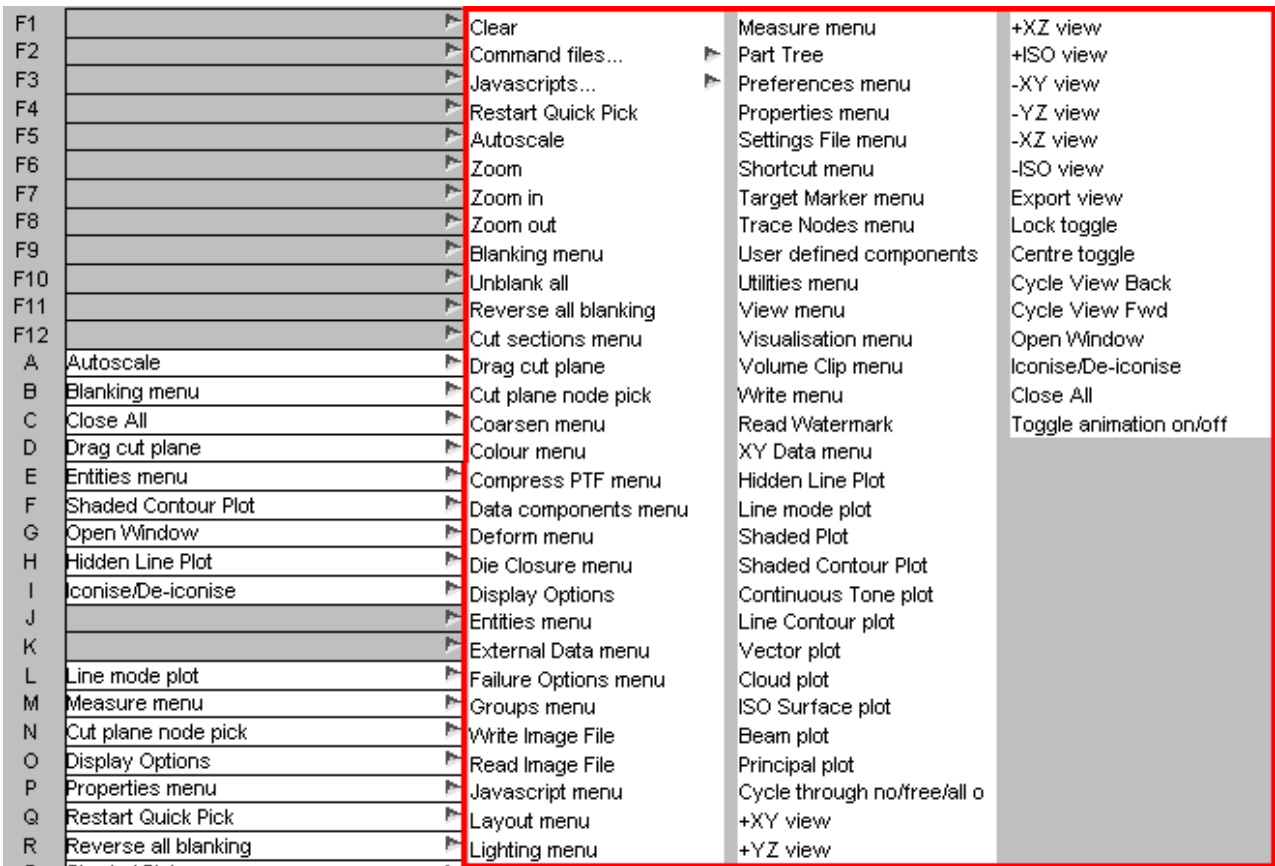 F1
F2
F3
F4
F5
F6
F7
F8
F9
F10
F11
F12
A Autoscale
B Blanking menu
C Close All
D Drag cut plane
E Entities menu
F Shaded Contour Plot
G Open Window
H Hidden Line Plot
I Iconise/De-iconise
J
K
L Line mode plot
M Measure menu
N Cut plane node pick
O Display Options
P Properties menu
Q Restart Quick Pick
R Reverse all blanking
Clear
Command files...
Javascripts...
Restart Quick Pick
Autoscale
Zoom
Zoom in
Zoom out
Blanking menu
Unblank all
Reverse all blanking
Cut sections menu
Drag cut plane
Cut plane node pick
Coarsen menu
Colour menu
Compress PTF menu
Data components menu
Deform menu
Die Closure menu
Display Options
Entities menu
External Data menu
Failure Options menu
Groups menu
Write Image File
Read Image File
Javascript menu
Layout menu
Lighting menu
Measure menu
Part Tree
Preferences menu
Properties menu
Settings File menu
Shortcut menu
Target Marker menu
Trace Nodes menu
User defined components
Utilities menu
View menu
Visualisation menu
Volume Clip menu
Write menu
Read Watermark
XY Data menu
Hidden Line Plot
Line mode plot
Shaded Plot
Shaded Contour Plot
Continuous Tone plot
Line Contour plot
Vector plot
Cloud plot
ISO Surface plot
Beam plot
Principal plot
Cycle through no/free/all o
+XY view
+YZ view
+XZ view
+ISO view
-XY view
-YZ view
-XZ view
-ISO view
Export view
Lock toggle
Centre toggle
Cycle View Back
Cycle View Fwd
Open Window
Iconise/De-iconise
Close All
Toggle animation on/off